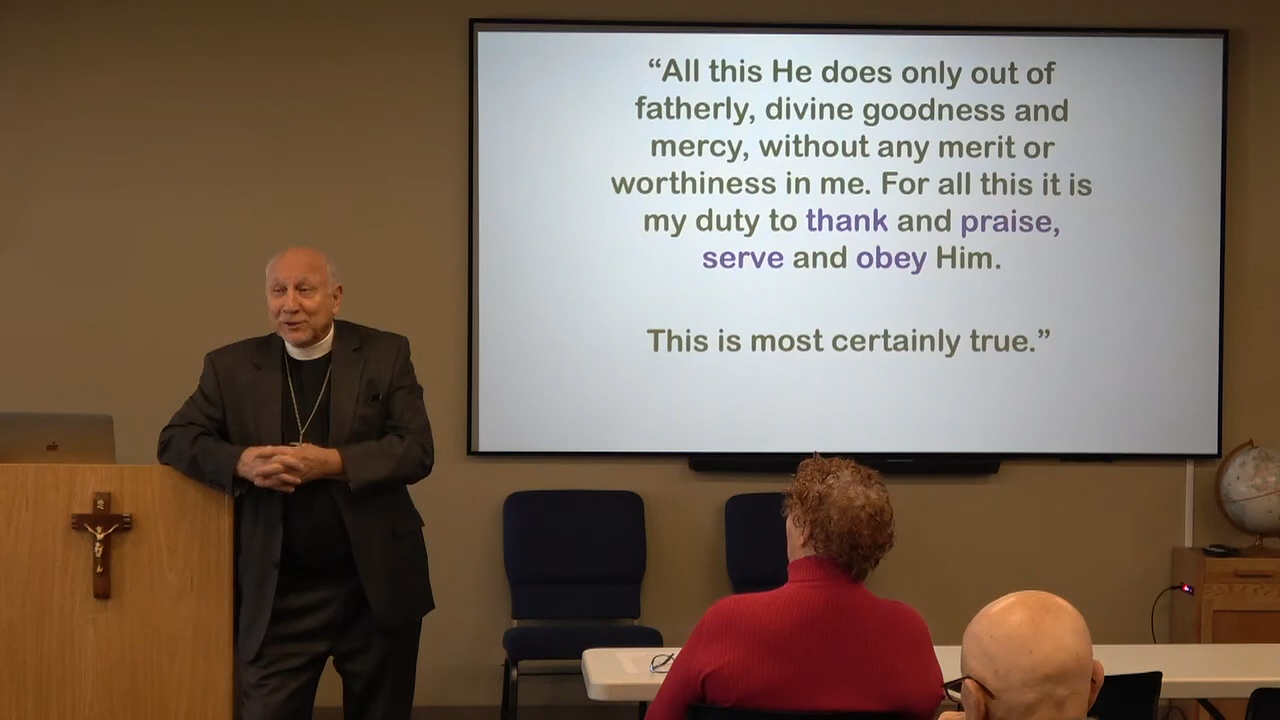 “All this He does only out of
fatherly, divine goodness and
mercy, without any merit or
worthiness in me. For all this it is
my duty to thank and praise,
serve and obey Him.
This is most certainly true.”